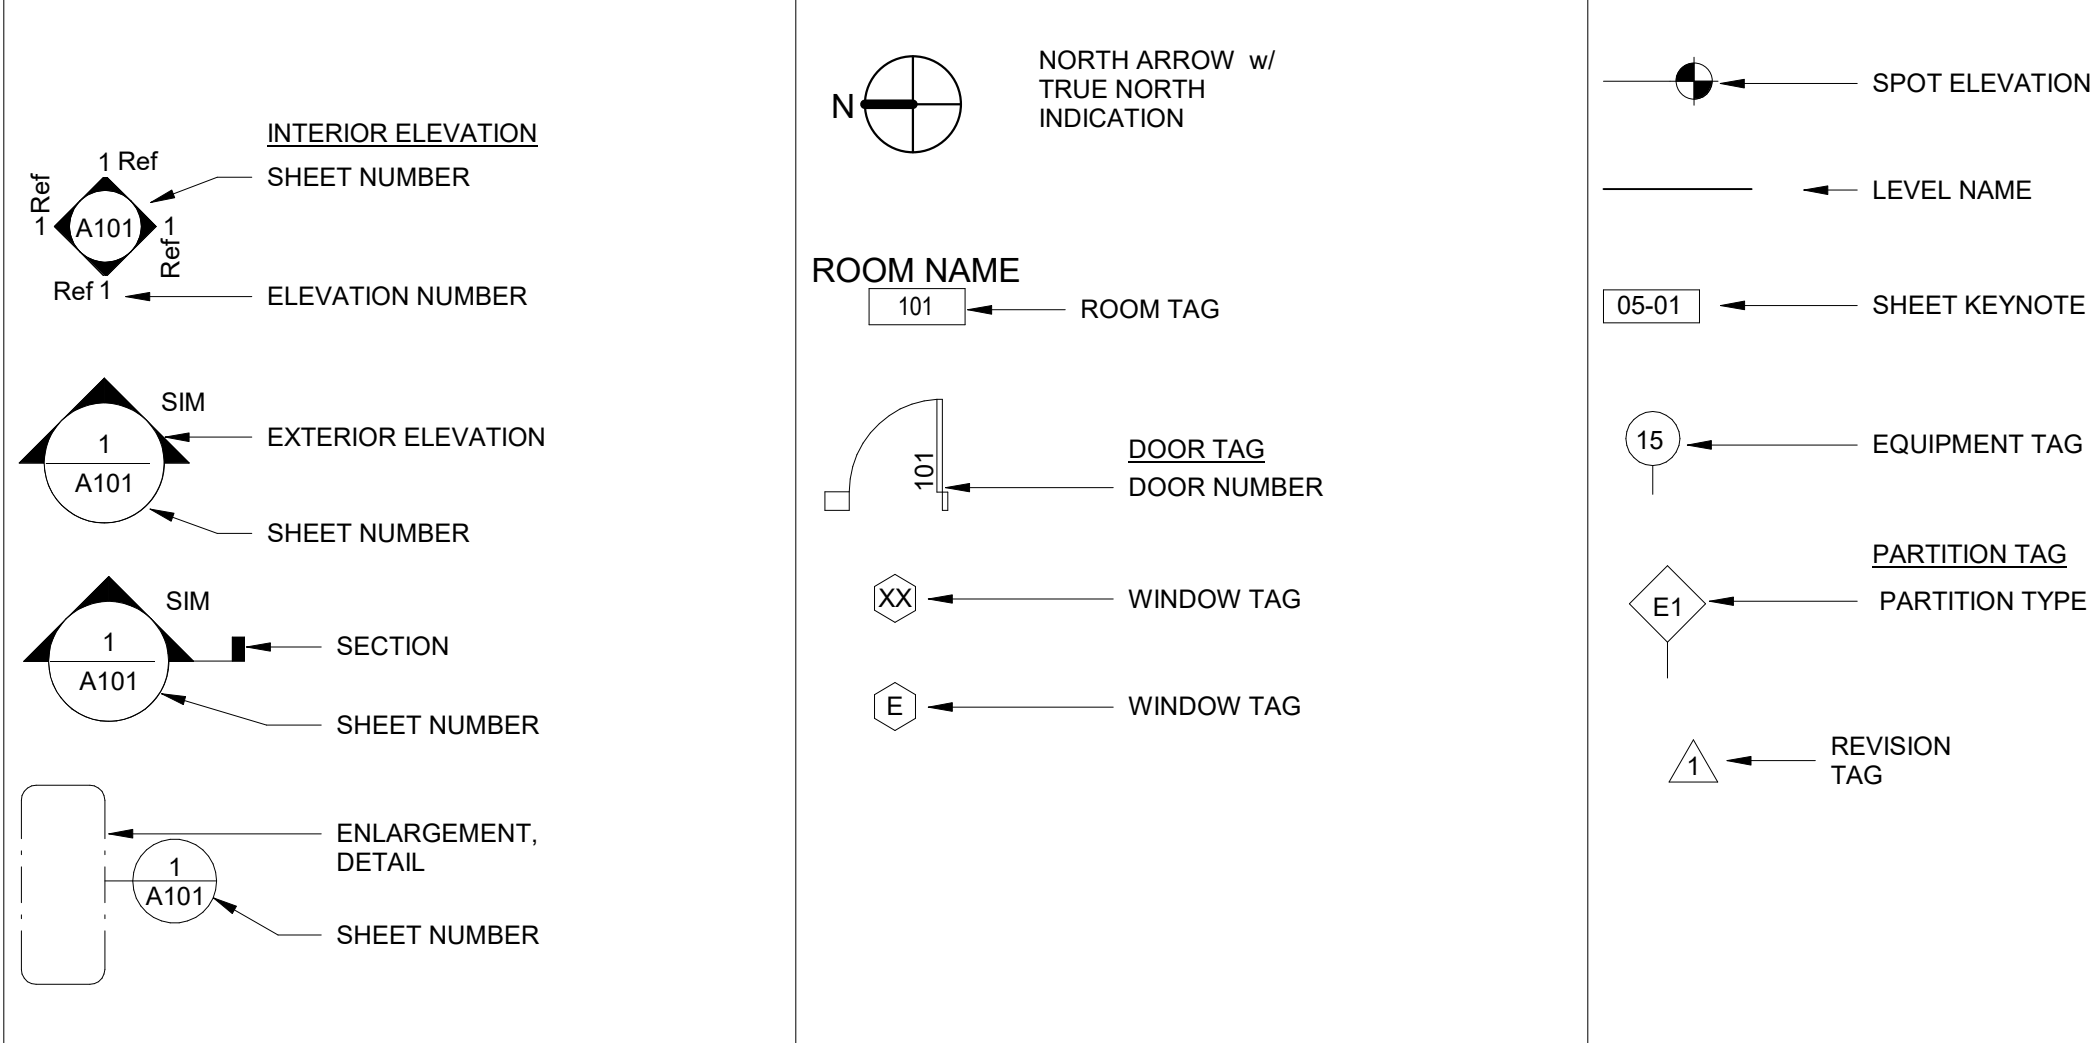 INTERIOR ELEVATION
1 Ref
SHEET NUMBER
Ref
1
A101
1
Ref
Ref 1
ELEVATION NUMBER
SIM
1
EXTERIOR ELEVATION
A101
SHEET NUMBER
SIM
1
SECTION
A101
SHEET NUMBER
ENLARGEMENT,
DETAIL
1
A101
SHEET NUMBER
N
NORTH ARROW w/
TRUE NORTH
INDICATION
ROOM NAME
101
ROOM TAG
DOOR TAG
101
DOOR NUMBER
XX
WINDOW TAG
E
WINDOW TAG
SPOT ELEVATION
LEVEL NAME
05-01
SHEET KEYNOTE
15
EQUIPMENT TAG
PARTITION TAG
E1
PARTITION TYPE
1
REVISION
TAG